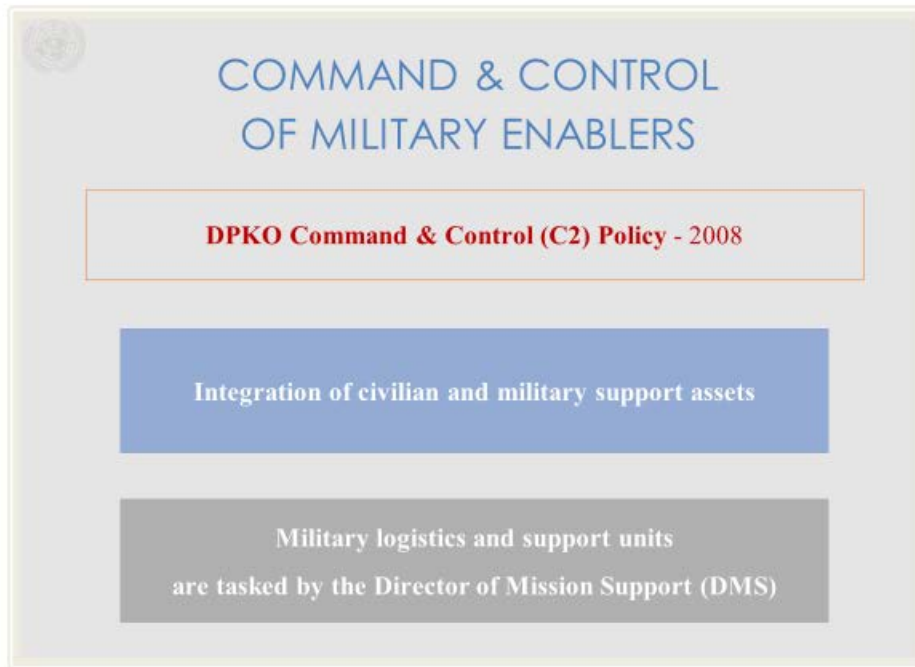 COMMAND & CONTROL
OF MILITARY ENABLERS
DPKO Command & Control (C2) Policy - 2008
Integration of civilian and military support assets
Military logistics and support units
are tasked by the Director of Mission Support (DMS)